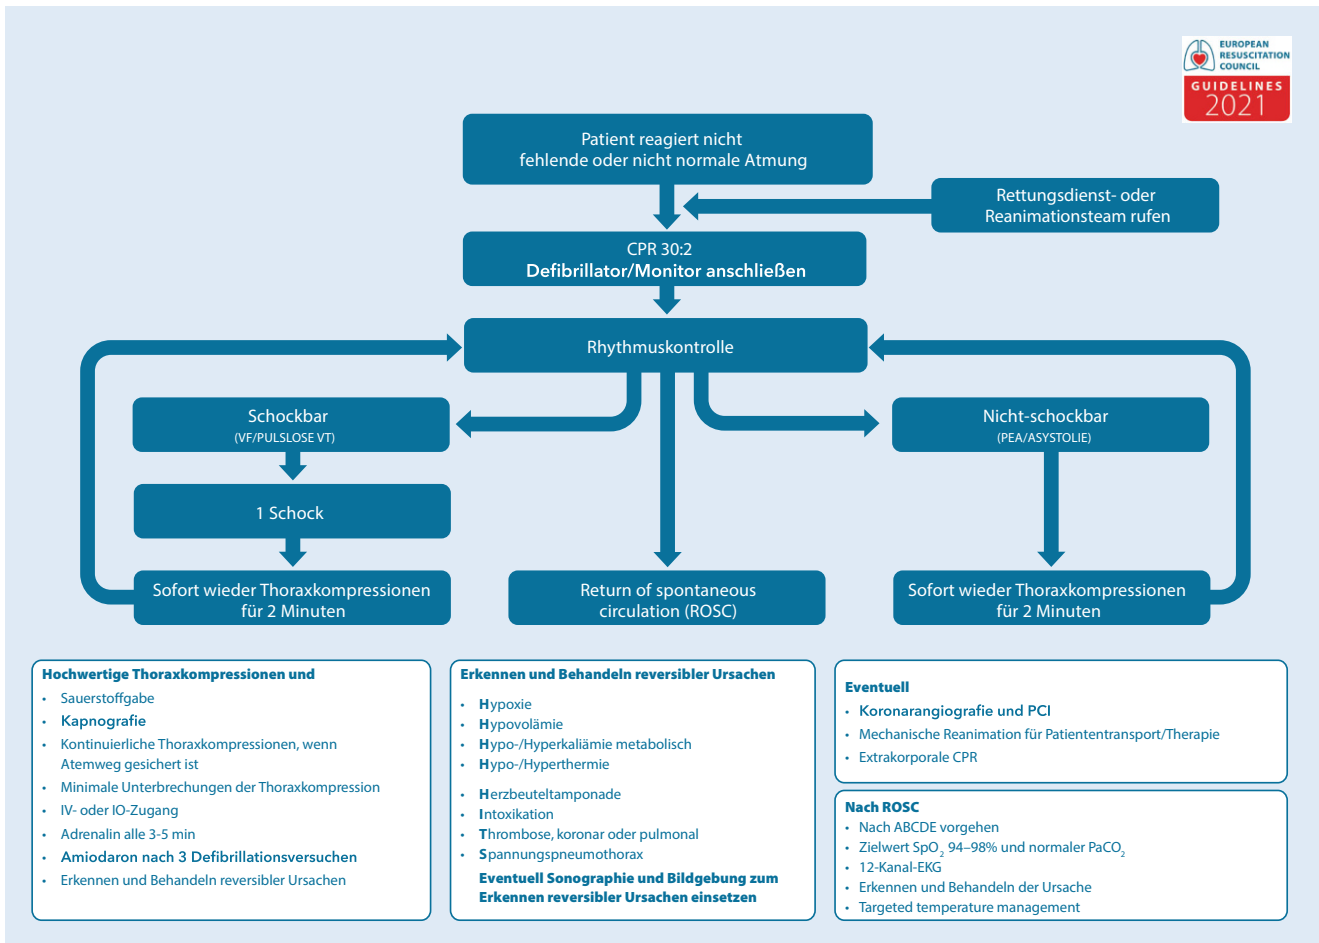 EUROPEAN
RESUSCITATION
COUNCIL
GUIDELINES
2021
Patient reagiert nicht
fehlende oder nicht normale Atmung
Rettungsdienst- oder
Reanimationsteam rufen
CPR 30:2
Defibrillator/Monitor anschließen
Rhythmuskontrolle
Schockbar
(VF/PULSLOSE VT)
Nicht-schockbar
(PEA/ASYSTOLIE)
1 Schock
Sofort wieder Thoraxkompressionen
für 2 Minuten
Return of spontaneous
circulation (ROSC)
Sofort wieder Thoraxkompressionen
für 2 Minuten
Hochwertige Thoraxkompressionen und
• Sauerstoffgabe
• Kapnografie
• Kontinuierliche Thoraxkompressionen, wenn
Atemweg gesichert ist
• Minimale Unterbrechungen der Thoraxkompression
• IV- oder IO-Zugang
• Adrenalin alle 3-5 min
• Amiodaron nach 3 Defibrillationsversuchen
• Erkennen und Behandeln reversibler Ursachen
Erkennen und Behandeln reversibler Ursachen
• Hypoxie
• Hypovolämie
• Hypo-/Hyperkaliämie metabolisch
• Hypo-/Hyperthermie
• Herzbeuteltamponade
• Intoxikation
• Thrombose, koronar oder pulmonal
• Spannungspneumothorax
Eventuell Sonographie und Bildgebung zum
Erkennen reversibler Ursachen einsetzen
Eventuell
• Koronarangiografie und PCI
• Mechanische Reanimation für Patiententransport/Therapie
• Extrakorporale CPR
Nach ROSC
• Nach ABCDE vorgehen
• Zielwert SpO₂ 94–98% und normaler PaCO₂
• 12-Kanal-EKG
• Erkennen und Behandeln der Ursache
• Targeted temperature management